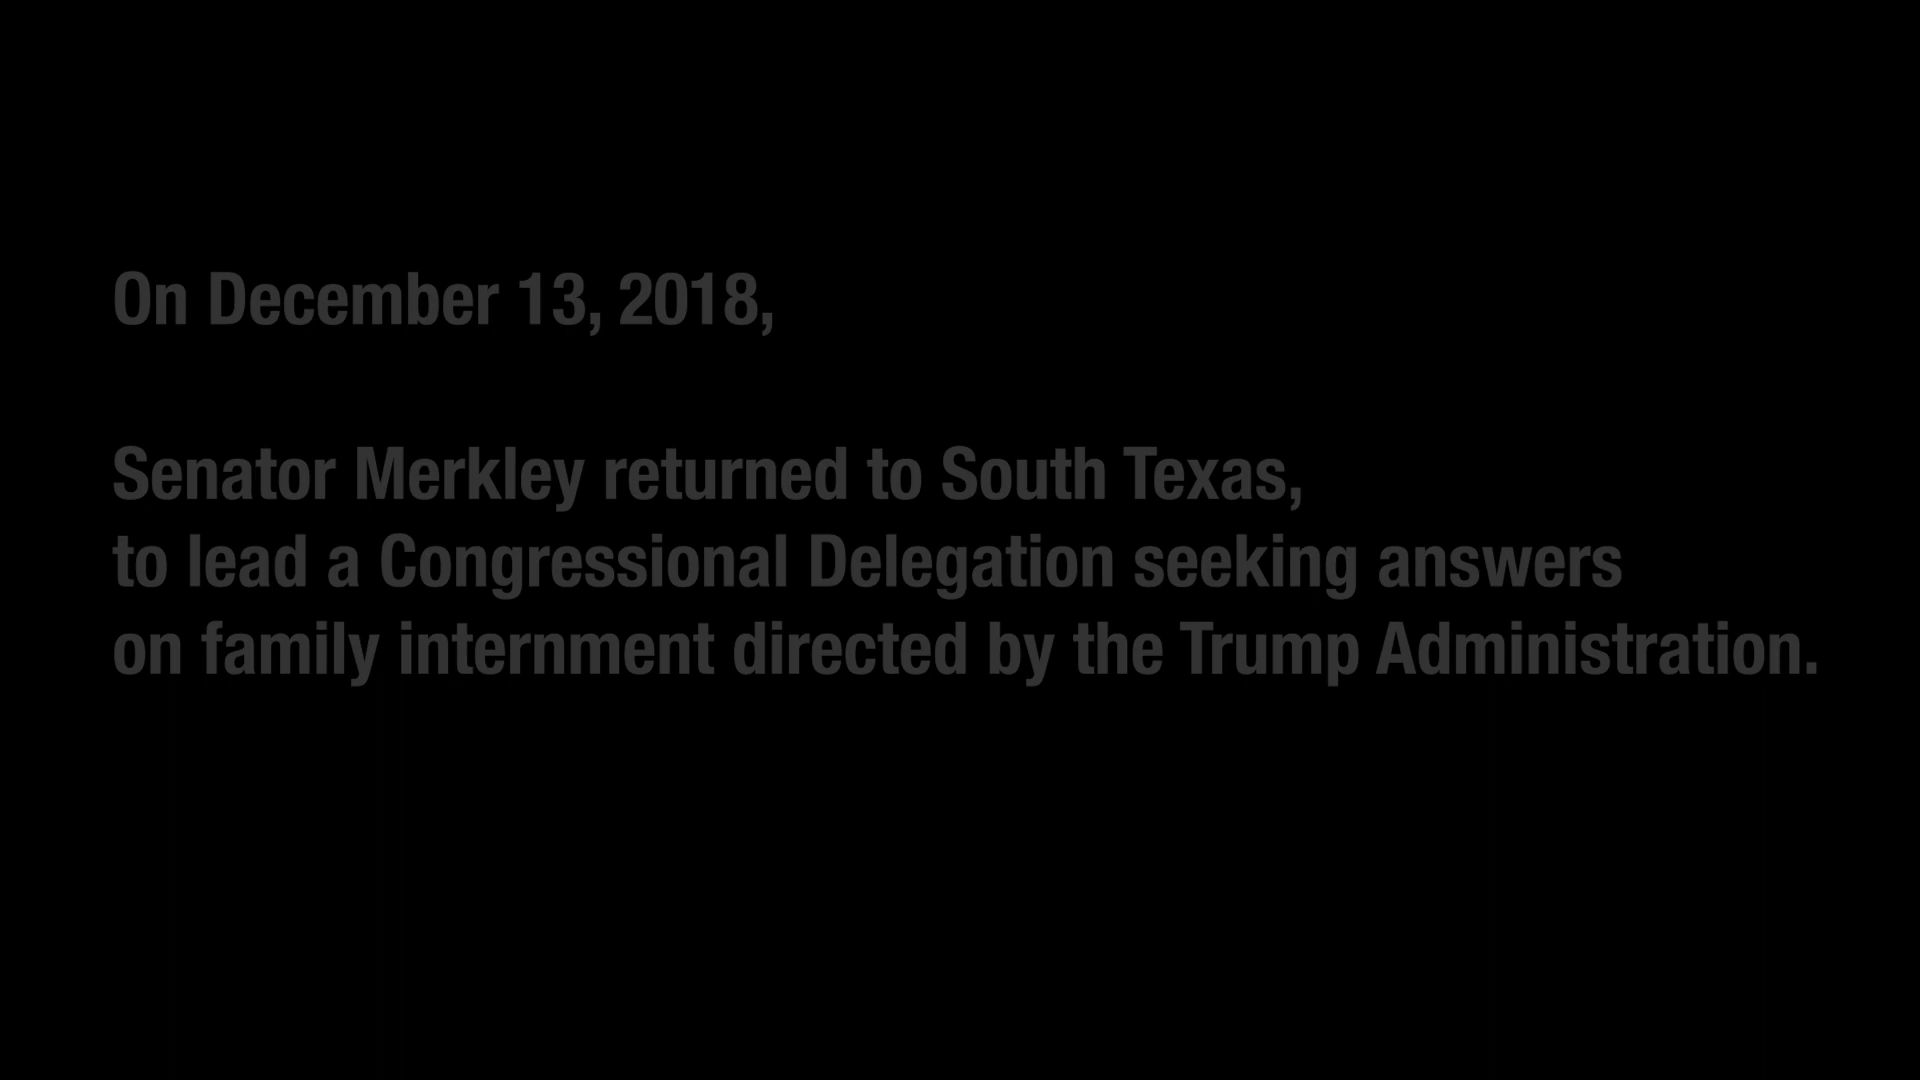 On December 13, 2018,
Senator Merkley returned to South Texas,
to lead a Congressional Delegation seeking answers
on family internment directed by the Trump Administration.